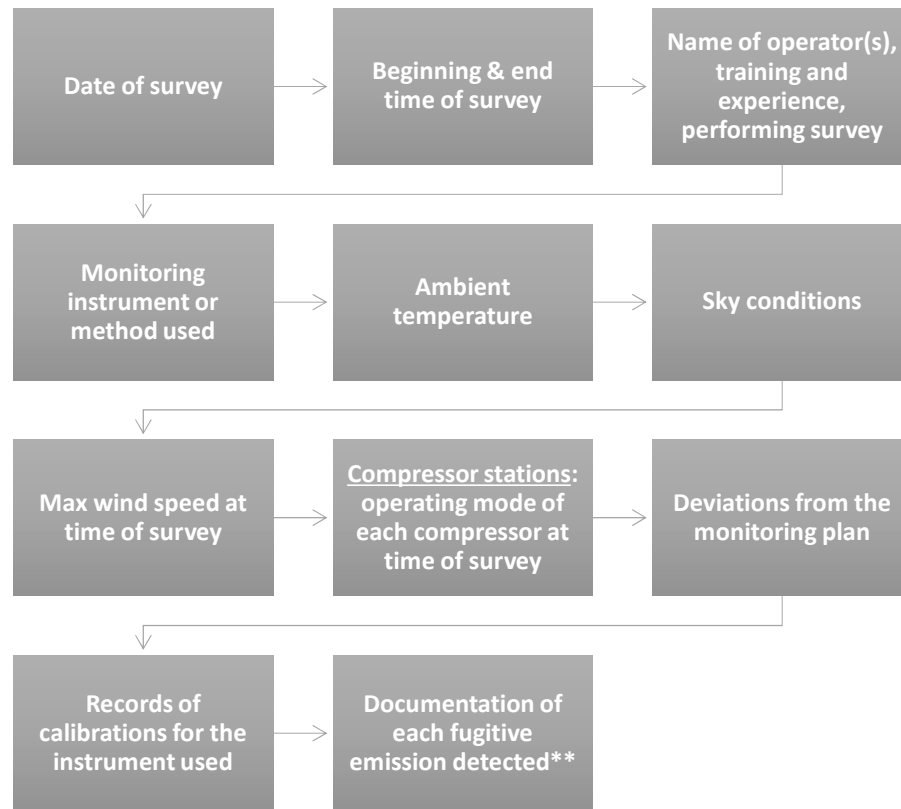 Date of survey
Beginning & end
time of survey
Name of operator(s),
training and
experience,
performing survey
Monitoring
instrument or
method used
Ambient
temperature
Sky conditions
Max wind speed at
time of survey
Compressor stations:
operating mode of
each compressor at
time of survey
Deviations from the
monitoring plan
Records of
calibrations for the
instrument used
Documentation of
each fugitive
emission detected**